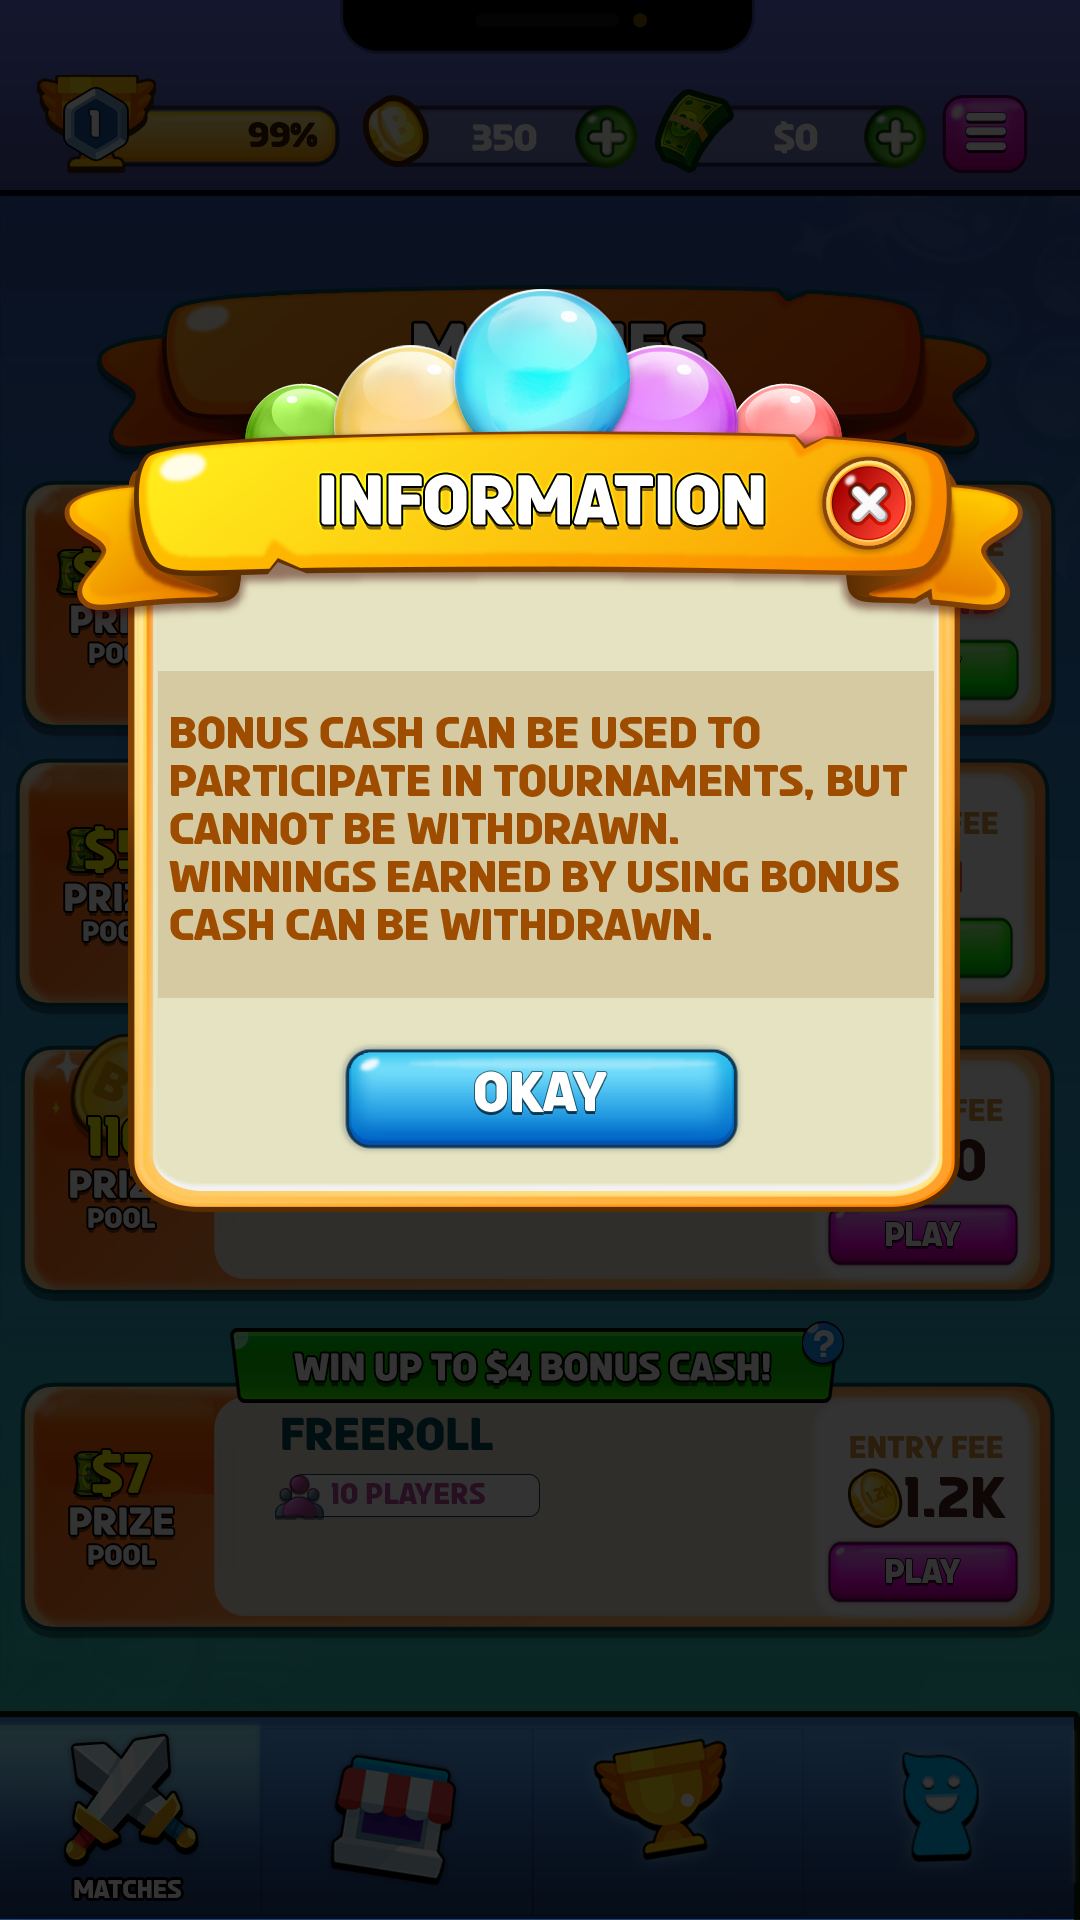 1
99%
350
$0
INFORMATION
BONUS CASH CAN BE USED TO
PARTICIPATE IN TOURNAMENTS, BUT
CANNOT BE WITHDRAWN.
WINNINGS EARNED BY USING BONUS
CASH CAN BE WITHDRAWN.
OKAY
POOL
PLAY
WIN UP TO $4 BONUS CASH!
?
FREEROLL
10 PLAYERS
$7
PRIZE
POOL
ENTRY FEE
1.2K
PLAY
MATCHES